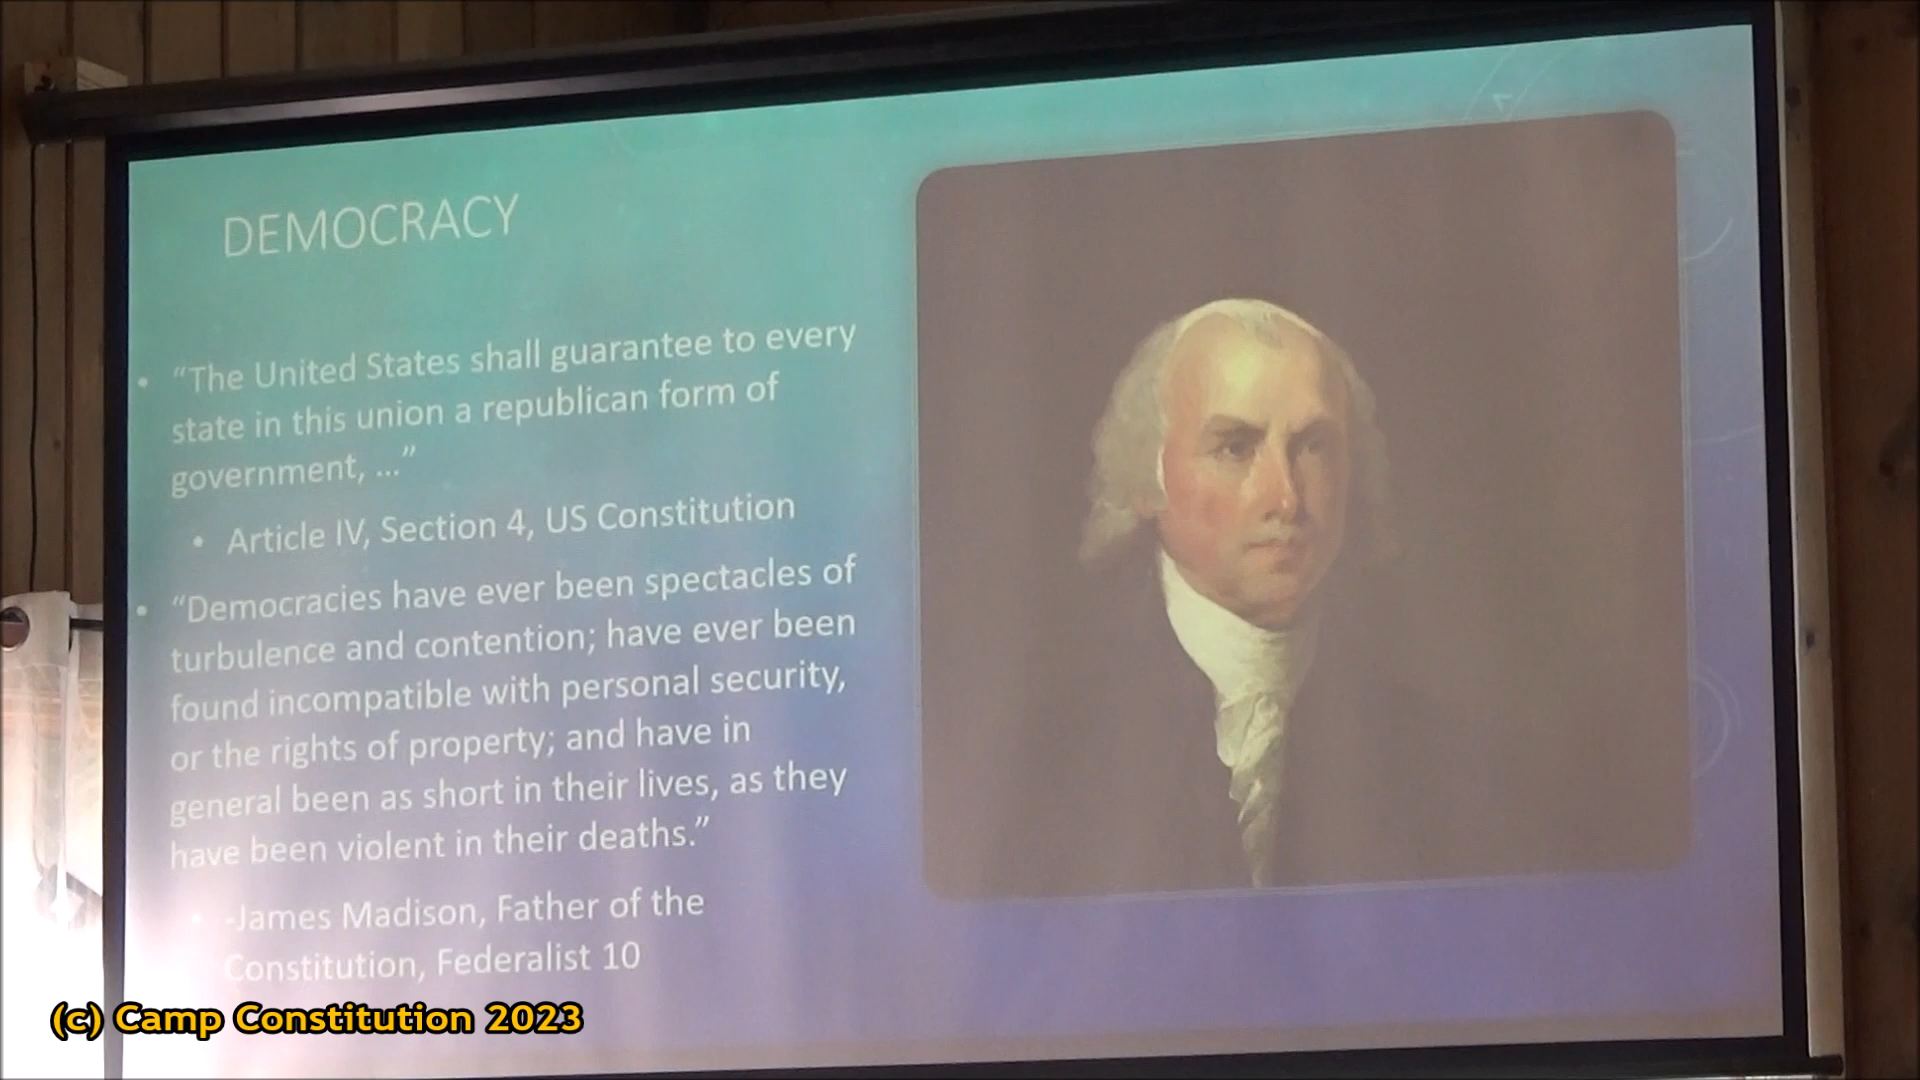 DEMOCRACY
• “The United States shall guarantee to every
state in this union a republican form of
government, ...”
• Article IV, Section 4, US Constitution
• “Democracies have ever been spectacles of
turbulence and contention; have ever been
found incompatible with personal security,
or the rights of property; and have in
general been as short in their lives, as they
have been violent in their deaths.”
• -James Madison, Father of the
Constitution, Federalist 10
(c) Camp Constitution 2023